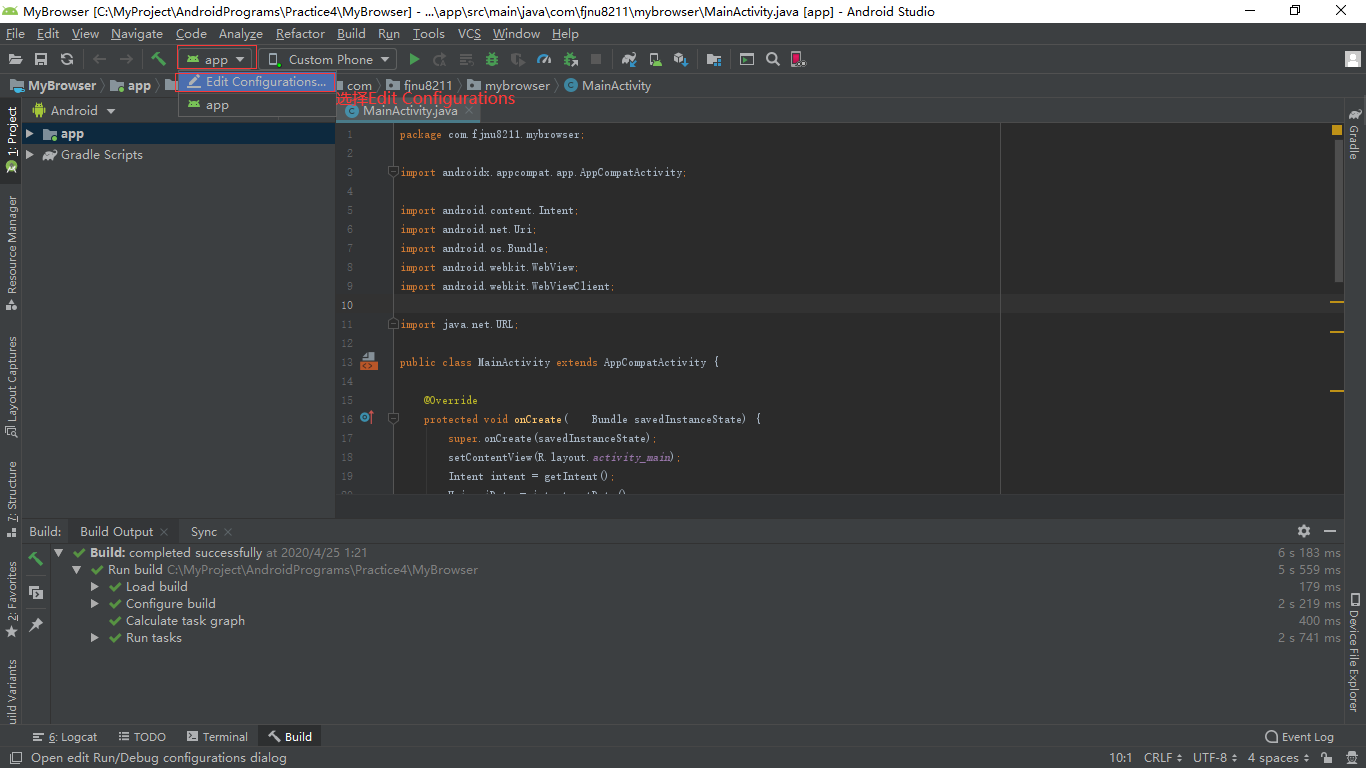 MyBrowser [C:\MyProject\AndroidPrograms\Practice4\MyBrowser] - ...\app\src\main\java\com\fjnu8211\mybrowser\MainActivity.java [app] - Android Studio
File Edit View Navigate Code Analyze Refactor Build Run Tools VCS Window Help
app Custom Phone
MyBrowser app com fjnu8211 mybrowser MainActivity
Edit Configurations...
app
选择Edit Configurations
Android
MainActivity.java
app
Gradle Scripts
1: Project
Resource Manager
Layout Captures
7: Structure
2: Favorites
uild Variants
Gradle
Device File Explorer
1 package com.fjnu8211.mybrowser;
2
3 import androidx.appcompat.app.AppCompatActivity;
4
5 import android.content.Intent;
6 import android.net.Uri;
7 import android.os.Bundle;
8 import android.webkit.WebView;
9 import android.webkit.WebViewClient;
10
11 import java.net.URL;
12
13 public class MainActivity extends AppCompatActivity {
14
15 @Override
16 protected void onCreate( Bundle savedInstanceState) {
17 super.onCreate(savedInstanceState);
18 setContentView(R.layout.activity_main);
19 Intent intent = getIntent();
Build: Build Output Sync
Build: completed successfully at 2020/4/25 1:21 6 s 183 ms
Run build C:\MyProject\AndroidPrograms\Practice4\MyBrowser 5 s 559 ms
Load build 179 ms
Configure build 2 s 219 ms
Calculate task graph 400 ms
Run tasks 2 s 741 ms
6: Logcat TODO Terminal Build Event Log
Open edit Run/Debug configurations dialog 10:1 CRLF UTF-8 4 spaces